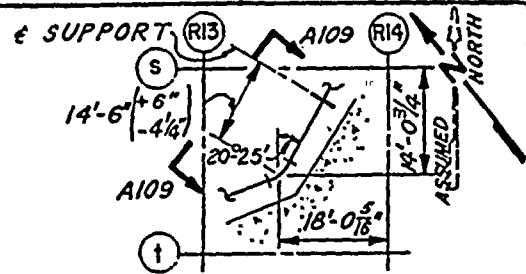 ℄ SUPPORT
R13
A109
R14
S
NORTH
14'-6" (+6" -4¼")
14'-0¾"
ASSUMED
20°25'
A109
18'-0 5/16"
t